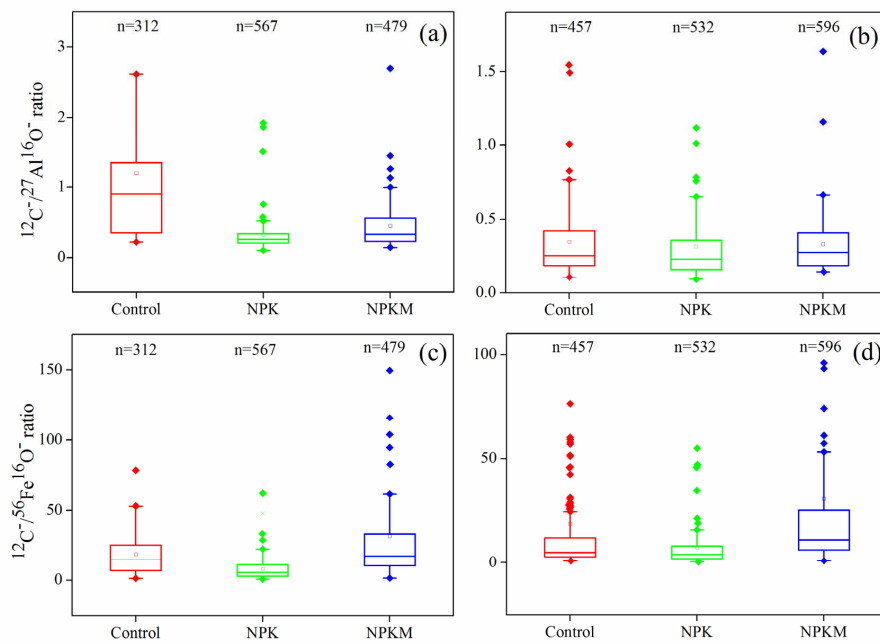 n=312 n=567 n=479 (a)
3
2
1
0
¹²C⁻/²⁷Al¹⁶O⁻ ratio
Control NPK NPKM
n=457 n=532 n=596 (b)
1.5
1.0
0.5
0.0
Control NPK NPKM
n=312 n=567 n=479 (c)
150
100
50
0
¹²C⁻/⁵⁶Fe¹⁶O⁻ ratio
Control NPK NPKM
n=457 n=532 n=596 (d)
100
50
0
Control NPK NPKM